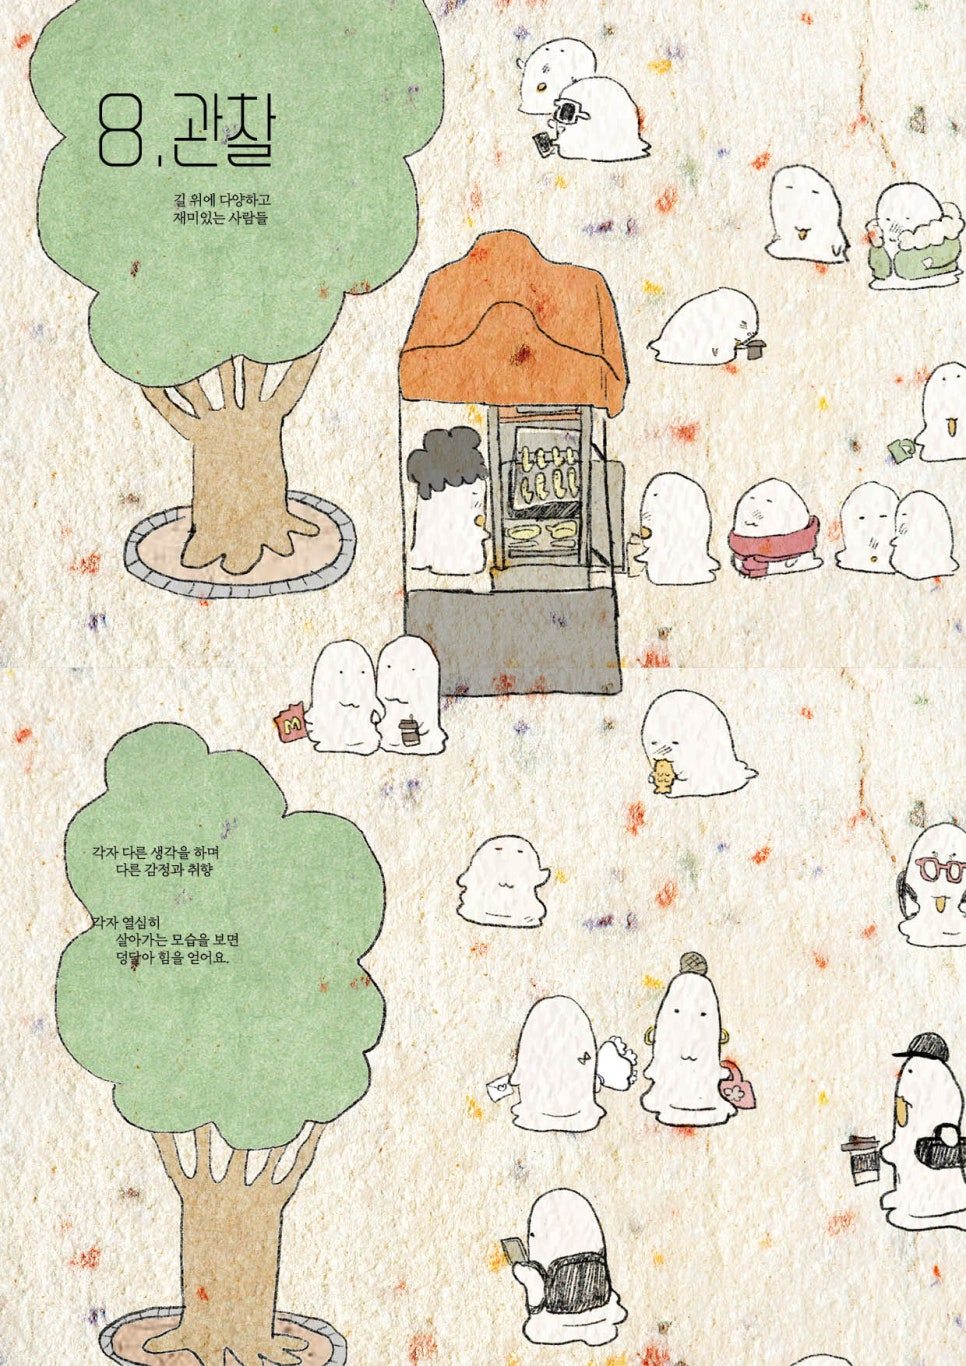 8.관찰
길 위에 다양하고
재미있는 사람들
M
각자 다른 생각을 하며
다른 감정과 취향
각자 열심히
살아가는 모습을 보면
덩달아 힘을 얻어요.